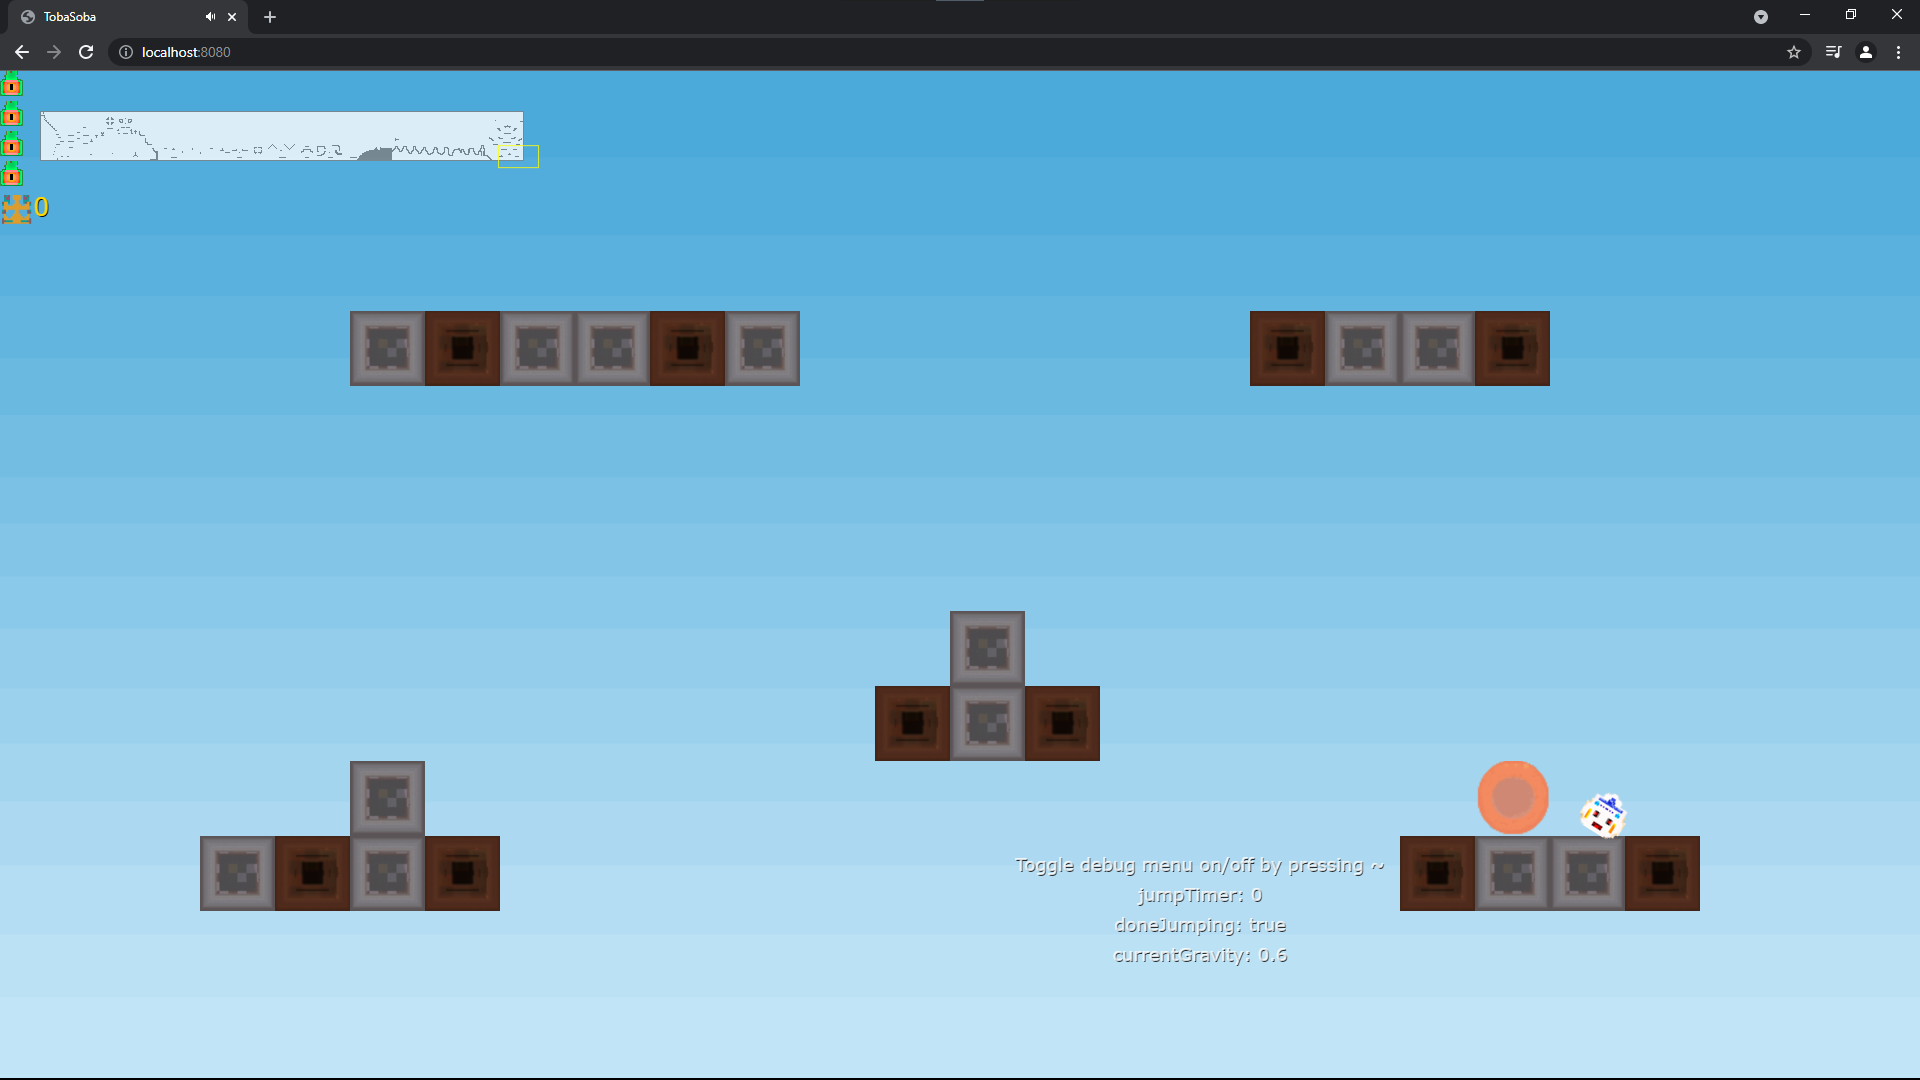 TobaSoba
localhost:8080
0
Toggle debug menu on/off by pressing ~
jumpTimer: 0
doneJumping: true
currentGravity: 0.6